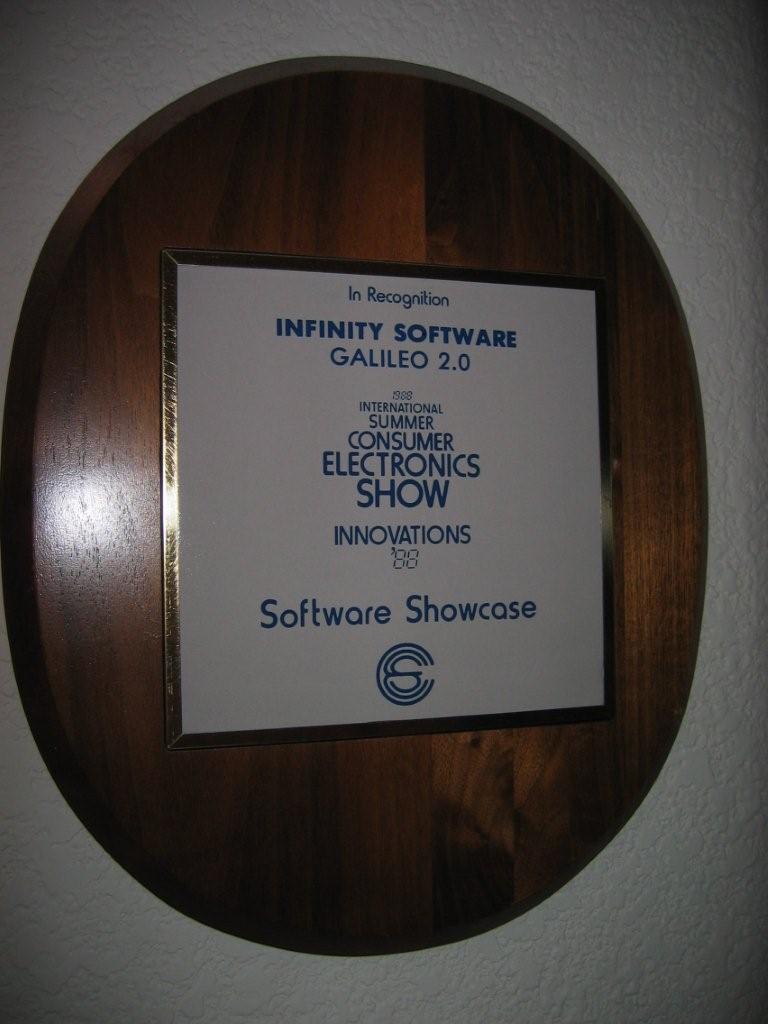 In Recognition
INFINITY SOFTWARE
GALILEO 2.0
1988
INTERNATIONAL
SUMMER
CONSUMER
ELECTRONICS
SHOW
INNOVATIONS
'88
Software Showcase